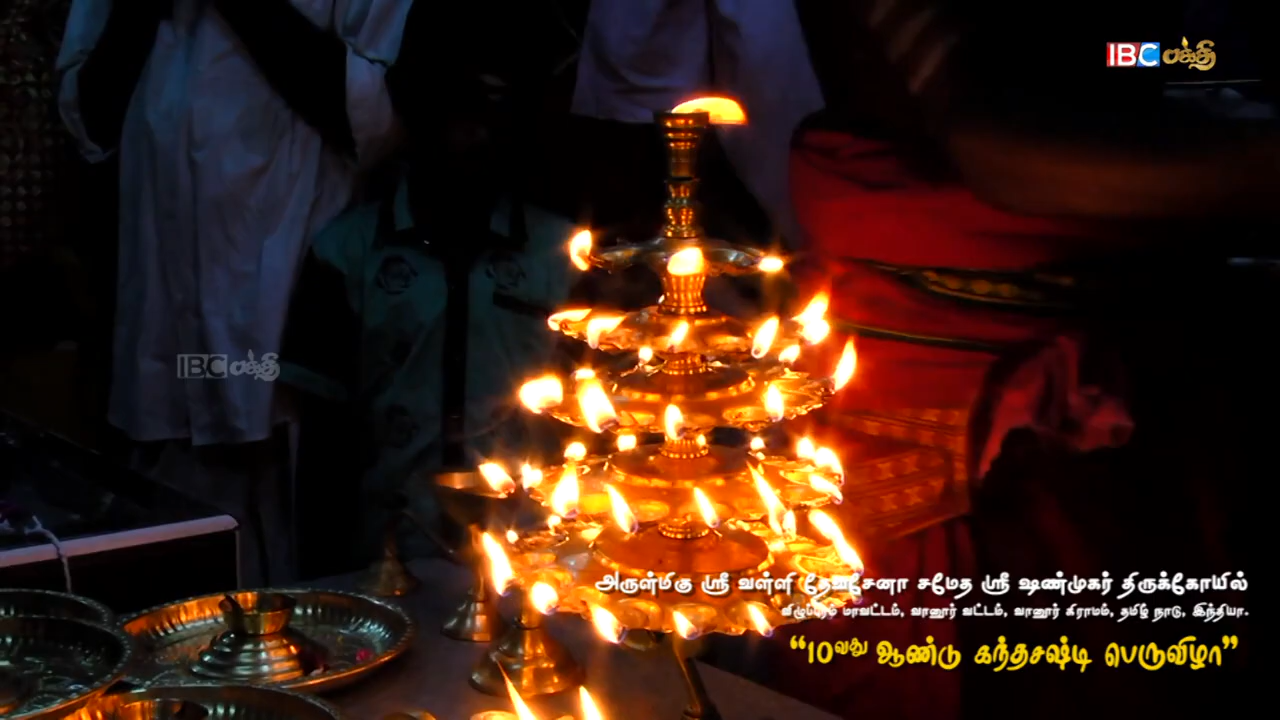 IBC பக்தி
IBC பக்தி
அருள்மிகு ஸ்ரீ வள்ளி தேவசேனா சமேத ஸ்ரீ ஷண்முகர் திருக்கோயில்
விழுப்புரம் மாவட்டம், வானூர் வட்டம், வானூர் கிராமம், தமிழ் நாடு, இந்தியா.
“10வது ஆண்டு கந்தசஷ்டி பெருவிழா”